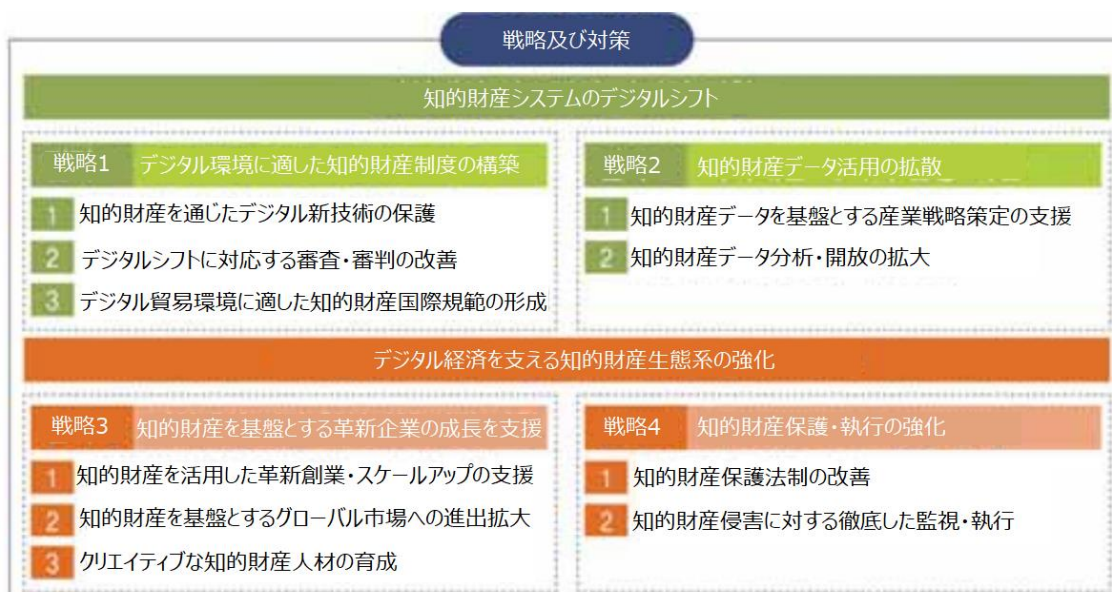 戦略及び対策
知的財産システムのデジタルシフト
戦略1 デジタル環境に適した知的財産制度の構築
1 知的財産を通じたデジタル新技術の保護
2 デジタルシフトに対応する審査・審判の改善
3 デジタル貿易環境に適した知的財産国際規範の形成
戦略2 知的財産データ活用の拡散
1 知的財産データを基盤とする産業戦略策定の支援
2 知的財産データ分析・開放の拡大
デジタル経済を支える知的財産生態系の強化
戦略3 知的財産を基盤とする革新企業の成長を支援
1 知的財産を活用した革新創業・スケールアップの支援
2 知的財産を基盤とするグローバル市場への進出拡大
3 クリエイティブな知的財産人材の育成
戦略4 知的財産保護・執行の強化
1 知的財産保護法制の改善
2 知的財産侵害に対する徹底した監視・執行